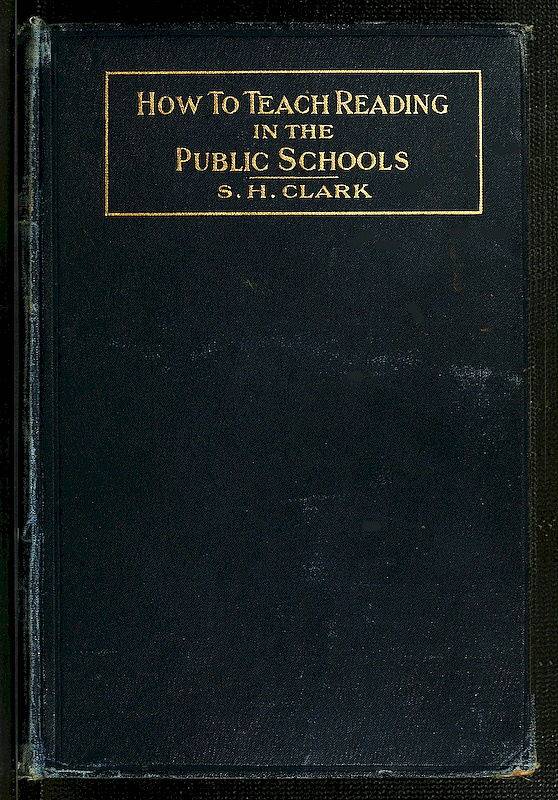 HOW TO TEACH READING
IN THE
PUBLIC SCHOOLS
S. H. CLARK